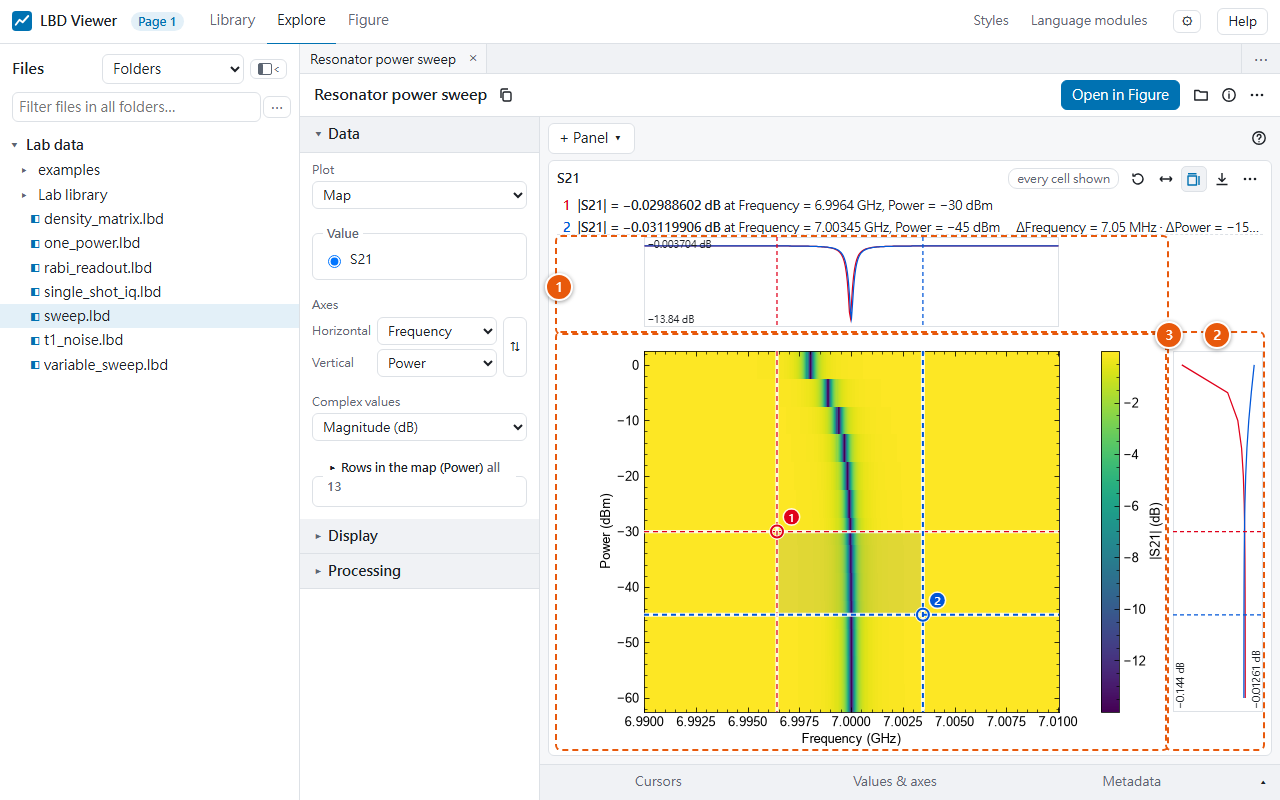 LBD Viewer Page 1 Library Explore Figure Styles Language modules Help
Files Folders
Filter files in all folders...
Lab data
examples
Lab library
density_matrix.lbd
one_power.lbd
rabi_readout.lbd
single_shot_iq.lbd
sweep.lbd
t1_noise.lbd
variable_sweep.lbd
Resonator power sweep ×
Resonator power sweep Open in Figure
Data
Plot
Map
Value
S21
Axes
Horizontal Frequency
Vertical Power
Complex values
Magnitude (dB)
Rows in the map (Power) all
13
Display
Processing
+ Panel
S21 every cell shown
1 |S21| = −0.02988602 dB at Frequency = 6.9964 GHz, Power = −30 dBm
2 |S21| = −0.03119906 dB at Frequency = 7.00345 GHz, Power = −45 dBm ΔFrequency = 7.05 MHz · ΔPower = −15…
−0.003704 dB
−13.84 dB
1
3
2
0
−10
−20
−30
−40
−50
−60
Power (dBm)
1
2
6.9900 6.9925 6.9950 6.9975 7.0000 7.0025 7.0050 7.0075 7.0100
Frequency (GHz)
−2
−4
−6
−8
−10
−12
|S21| (dB)
−0.144 dB
−0.01261 dB
Cursors Values & axes Metadata